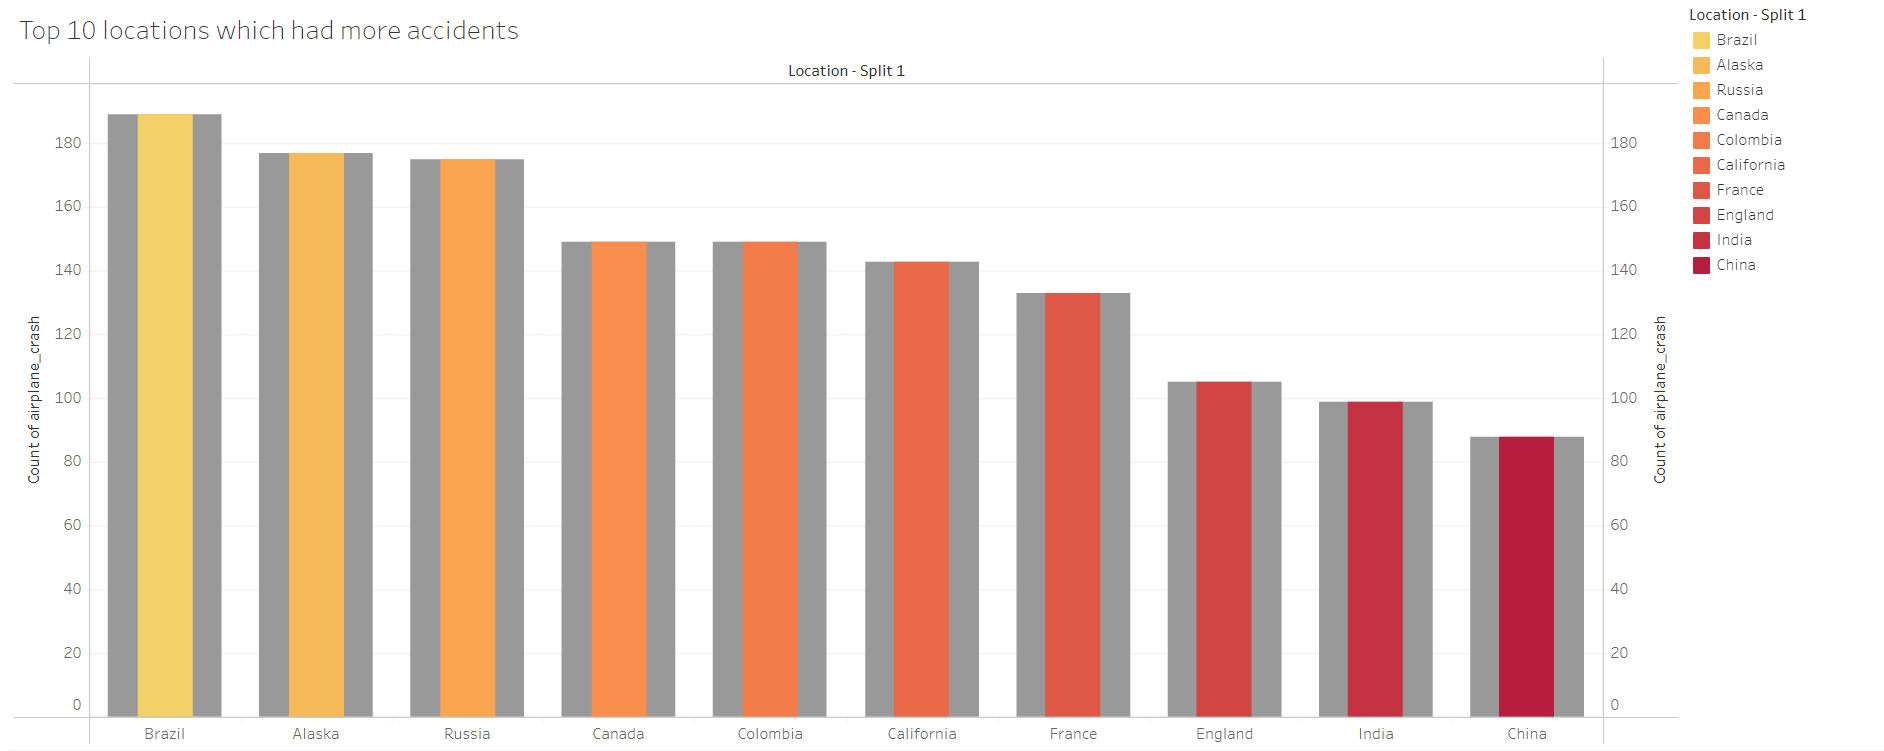 Top 10 locations which had more accidents
Location - Split 1
Count of airplane_crash
180
160
140
120
100
80
60
40
20
0
180
160
140
120
100
80
60
40
20
0
Count of airplane_crash
Brazil Alaska Russia Canada Colombia California France England India China
Location - Split 1
Brazil
Alaska
Russia
Canada
Colombia
California
France
England
India
China